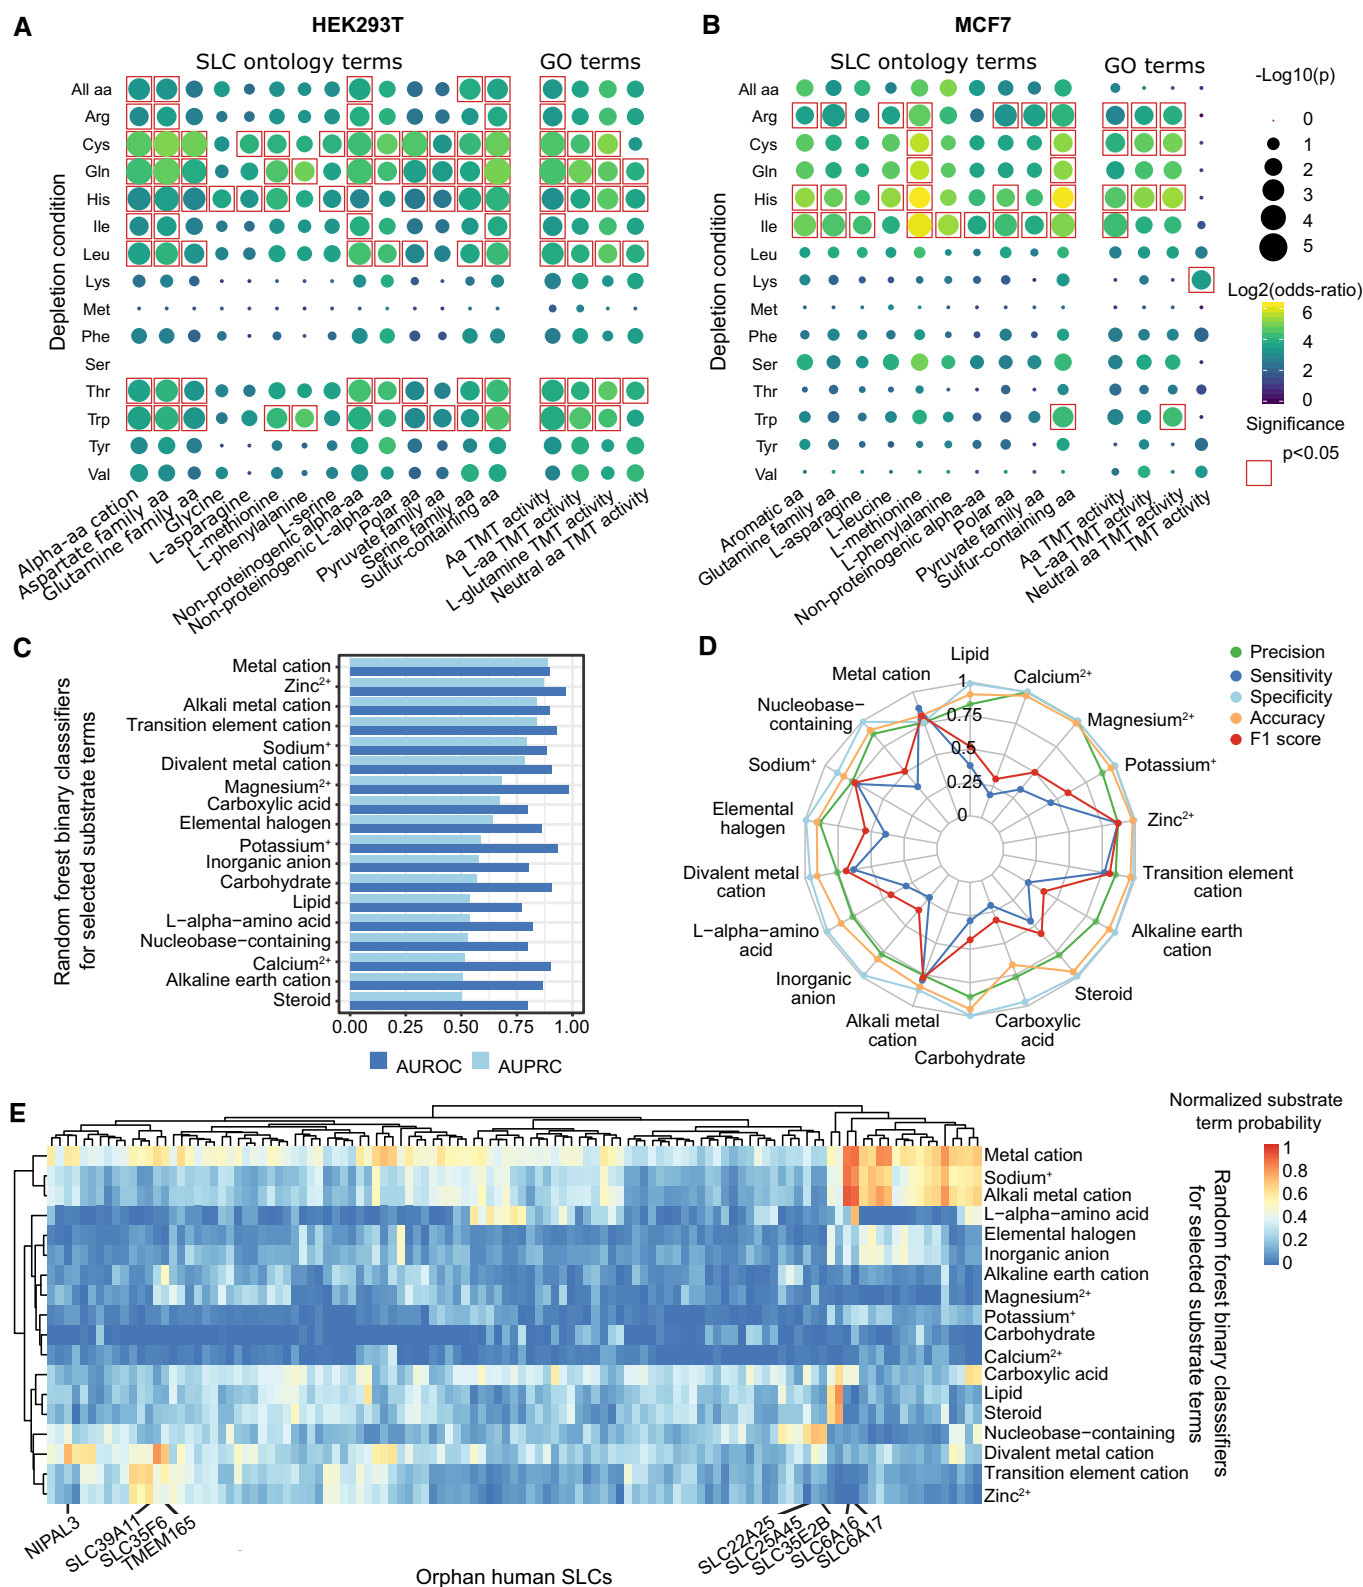 A
HEK293T
SLC ontology terms
GO terms
Depletion condition
All aa
Arg
Cys
Gln
His
Ile
Leu
Lys
Met
Phe
Ser
Thr
Trp
Tyr
Val
Alpha-aa cation
Aspartate family aa
Glutamine family aa
Glycine
L-asparagine
L-methionine
L-phenylalanine
L-serine
Non-proteinogenic alpha-aa
Non-proteinogenic L-alpha-aa
Polar aa
Pyruvate family aa
Serine family aa
Sulfur-containing aa
Aa TMT activity
L-aa TMT activity
L-glutamine TMT activity
Neutral aa TMT activity
B
MCF7
SLC ontology terms
GO terms
Depletion condition
All aa
Arg
Cys
Gln
His
Ile
Leu
Lys
Met
Phe
Ser
Thr
Trp
Tyr
Val
Aromatic aa
Glutamine family aa
L-asparagine
L-leucine
L-methionine
L-phenylalanine
Non-proteinogenic alpha-aa
Polar aa
Pyruvate family aa
Sulfur-containing aa
Aa TMT activity
L-aa TMT activity
Neutral aa TMT activity
TMT activity
-Log10(p)
0
1
2
3
4
5
Log2(odds-ratio)
6
4
2
0
Significance
p<0.05
C
Random forest binary classsifiers
for selected substrate terms
Metal cation
Zinc²⁺
Alkali metal cation
Transition element cation
Sodium⁺
Divalent metal cation
Magnesium²⁺
Carboxylic acid
Elemental halogen
Potassium⁺
Inorganic anion
Carbohydrate
Lipid
L−alpha−amino acid
Nucleobase−containing
Calcium²⁺
Alkaline earth cation
Steroid
0.00 0.25 0.50 0.75 1.00
AUROC AUPRC
D
Lipid
Calcium²⁺
Magnesium²⁺
Potassium⁺
Zinc²⁺
Transition element
cation
Alkaline earth
cation
Steroid
Carboxylic
acid
Carbohydrate
Alkali metal
cation
Inorganic
anion
L−alpha−amino
acid
Divalent metal
cation
Elemental
halogen
Sodium⁺
Nucleobase−
containing
Metal cation
1
0.75
0.5
0.25
0
Precision
Sensitivity
Specificity
Accuracy
F1 score
E
Metal cation
Sodium⁺
Alkali metal cation
L−alpha−amino acid
Elemental halogen
Inorganic anion
Alkaline earth cation
Magnesium²⁺
Potassium⁺
Carbohydrate
Calcium²⁺
Carboxylic acid
Lipid
Steroid
Nucleobase−containing
Divalent metal cation
Transition element cation
Zinc²⁺
Normalized substrate
term probability
1
0.8
0.6
0.4
0.2
0
Random forest binary classsifiers
for selected substrate terms
NIPAL3
SLC39A11
SLC35F6
TMEM165
SLC22A25
SLC25A45
SLC35E2B
SLC6A16
SLC6A17
Orphan human SLCs